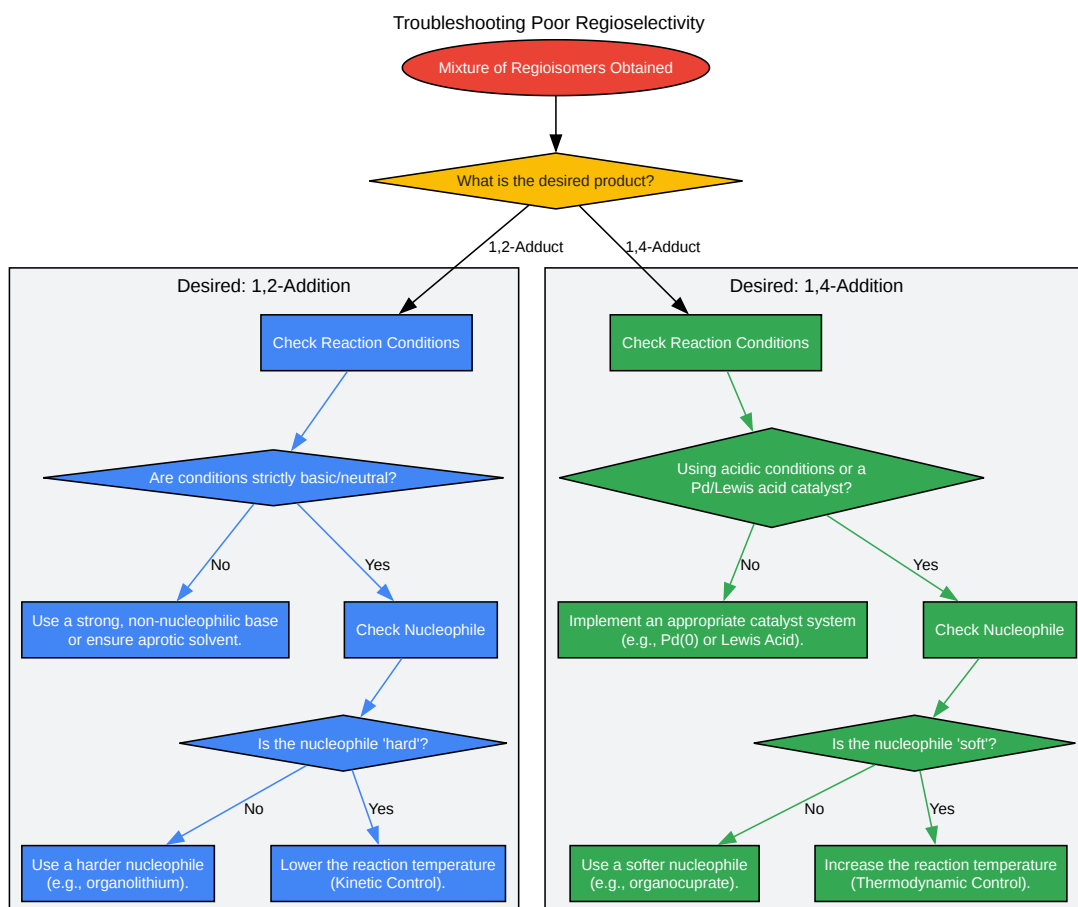 Troubleshooting Poor Regioselectivity
Mixture of Regioisomers Obtained
What is the desired product?
1,2-Adduct
1,4-Adduct
Desired: 1,2-Addition
Check Reaction Conditions
Are conditions strictly basic/neutral?
No
Yes
Use a strong, non-nucleophilic base
or ensure aprotic solvent.
Check Nucleophile
Is the nucleophile 'hard'?
No
Yes
Use a harder nucleophile
(e.g., organolithium).
Lower the reaction temperature
(Kinetic Control).
Desired: 1,4-Addition
Check Reaction Conditions
Using acidic conditions or a
Pd/Lewis acid catalyst?
No
Yes
Implement an appropriate catalyst system
(e.g., Pd(0) or Lewis Acid).
Check Nucleophile
Is the nucleophile 'soft'?
No
Yes
Use a softer nucleophile
(e.g., organocuprate).
Increase the reaction temperature
(Thermodynamic Control).